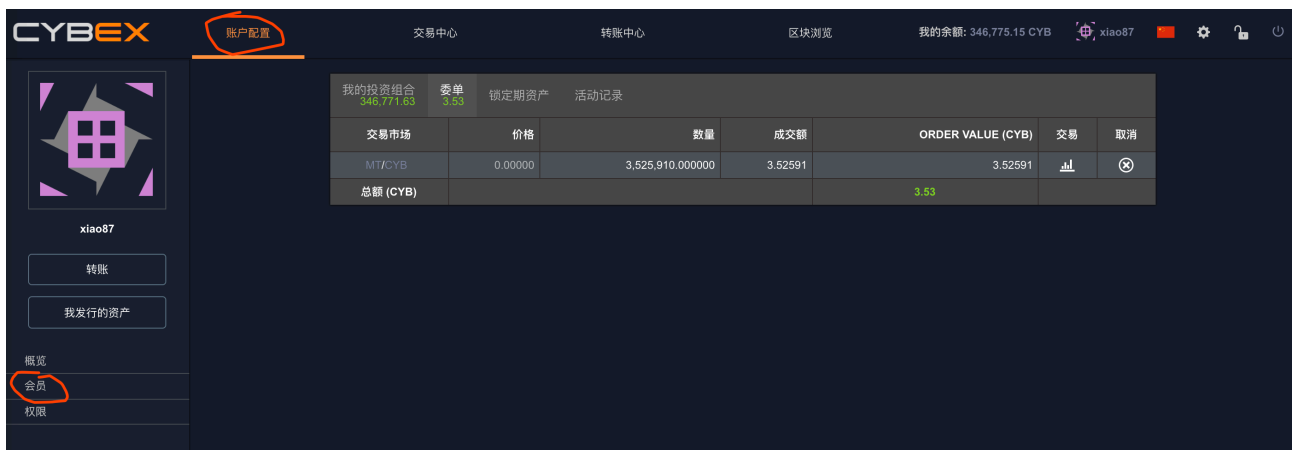 CYBEX 账户配置 交易中心 转账中心 区块浏览 我的余额: 346,775.15 CYB xiao87
xiao87
转账
我发行的资产
概览
会员
权限
我的投资组合 委单 锁定期资产 活动记录
346,771.63 3.53
交易市场 价格 数量 成交额 ORDER VALUE (CYB) 交易 取消
MT/CYB 0.00000 3,525,910.000000 3.52591 3.52591
总额 (CYB) 3.53